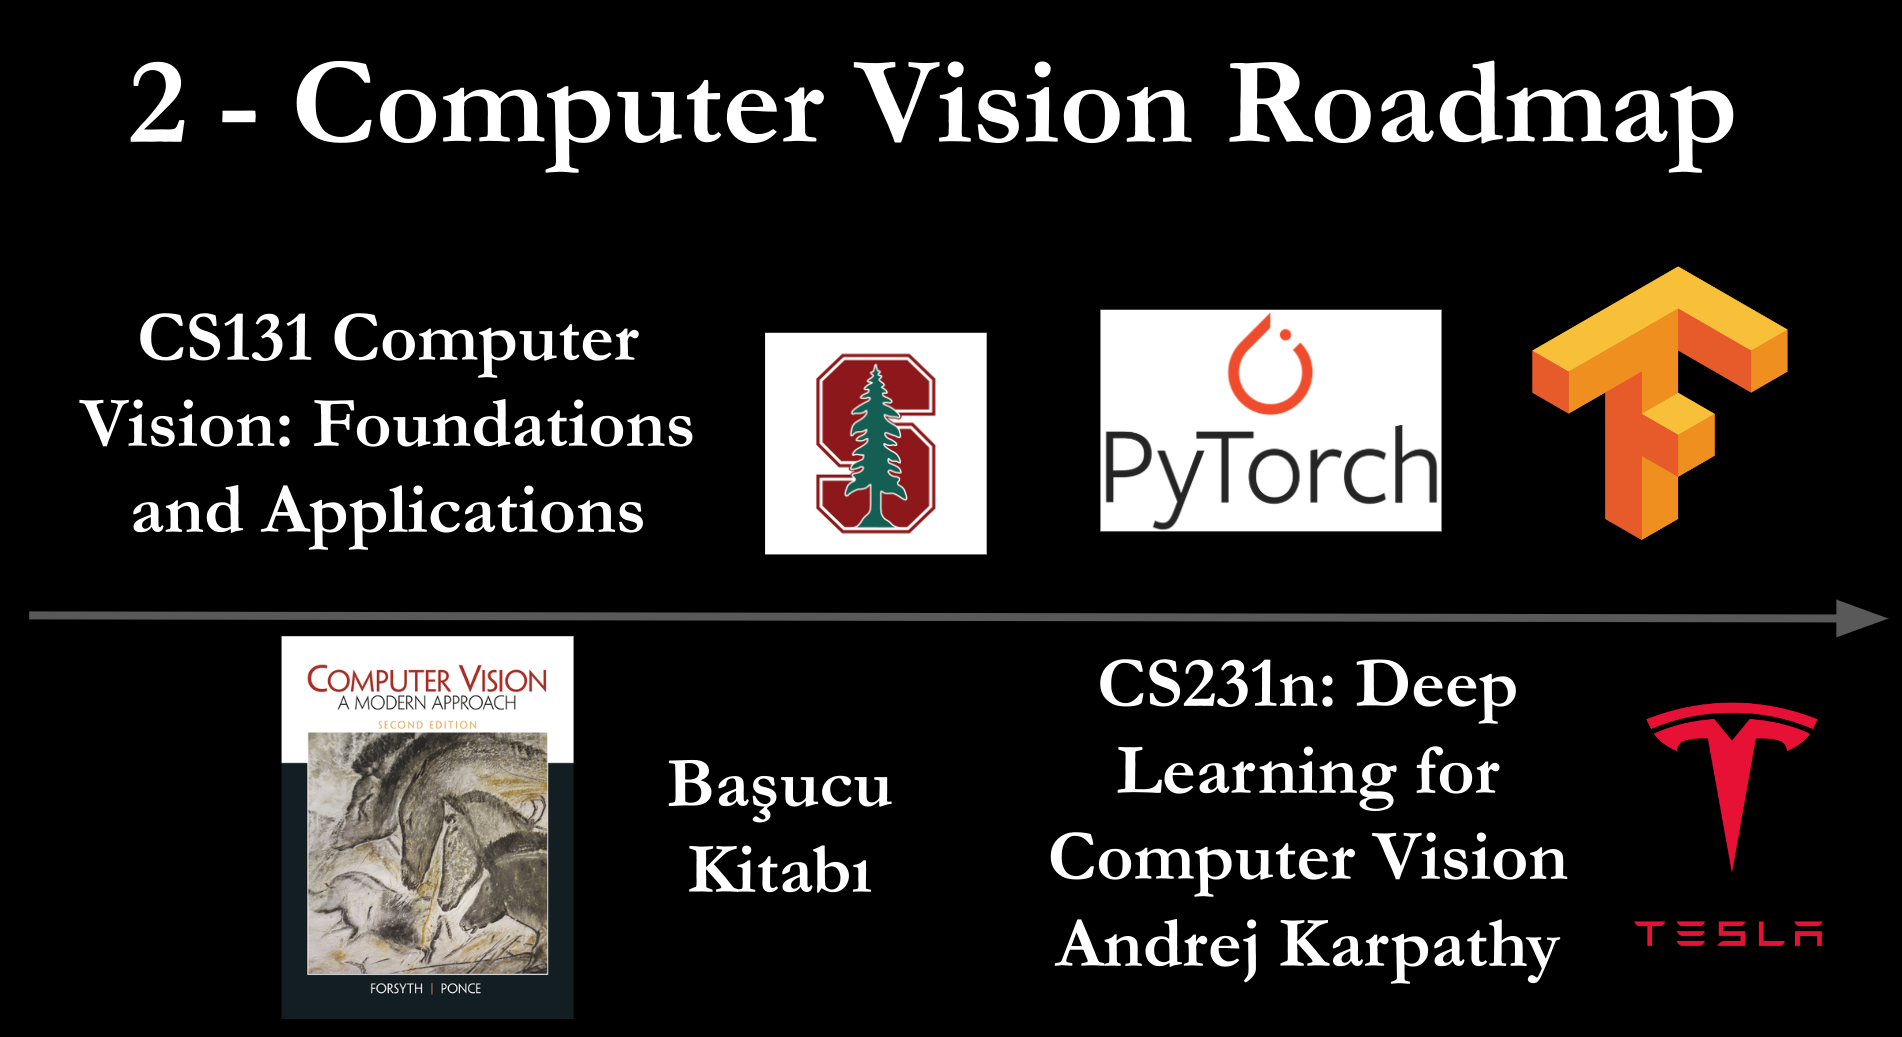 2 - Computer Vision Roadmap
CS131 Computer
Vision: Foundations
and Applications
PyTorch
COMPUTER VISION
A MODERN APPROACH
SECOND EDITION
FORSYTH | PONCE
Başucu
Kitabı
CS231n: Deep
Learning for
Computer Vision
Andrej Karpathy
TESLA